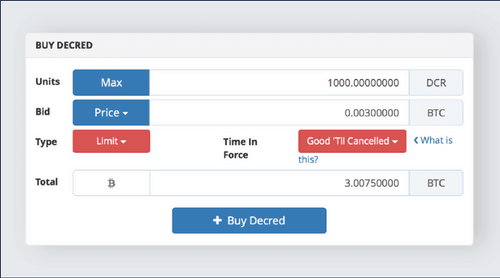 BUY DECRED
Units Max 1000.00000000 DCR
Bid Price 0.00300000 BTC
Type Limit Time In Force Good 'Til Cancelled What is this?
Total 3.00750000 BTC
+ Buy Decred